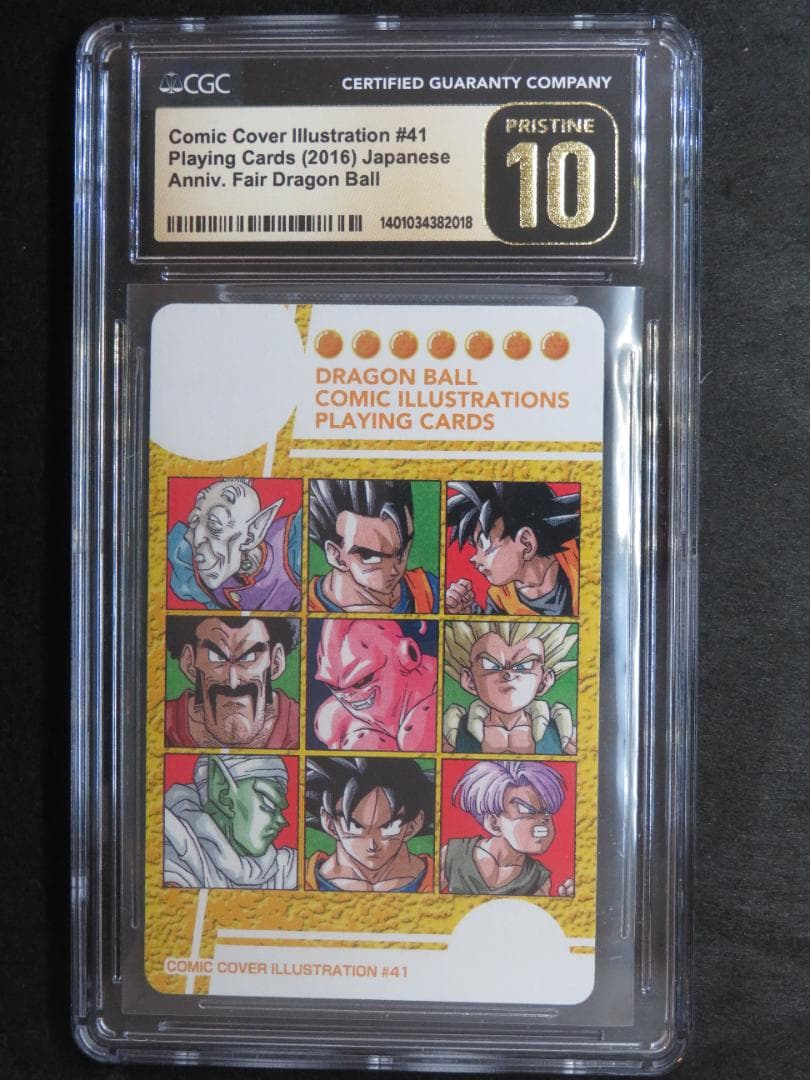 CGC
CERTIFIED GUARANTY COMPANY
Comic Cover Illustration #41
Playing Cards (2016) Japanese
Anniv. Fair Dragon Ball
PRISTINE
10
1401034382018
DRAGON BALL
COMIC ILLUSTRATIONS
PLAYING CARDS
COMIC COVER ILLUSTRATION #41